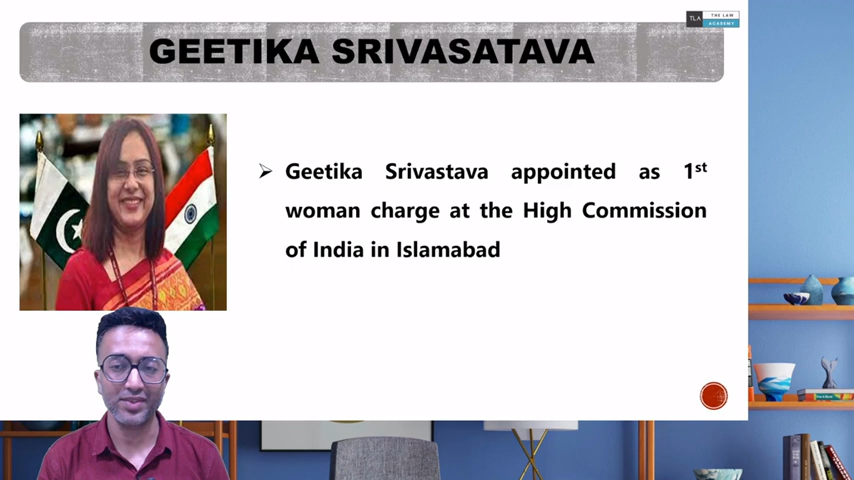 TLA THE LAW
ACADEMY
GEETIKA SRIVASATAVA
➢ Geetika Srivastava appointed as 1st
woman charge at the High Commission
of India in Islamabad